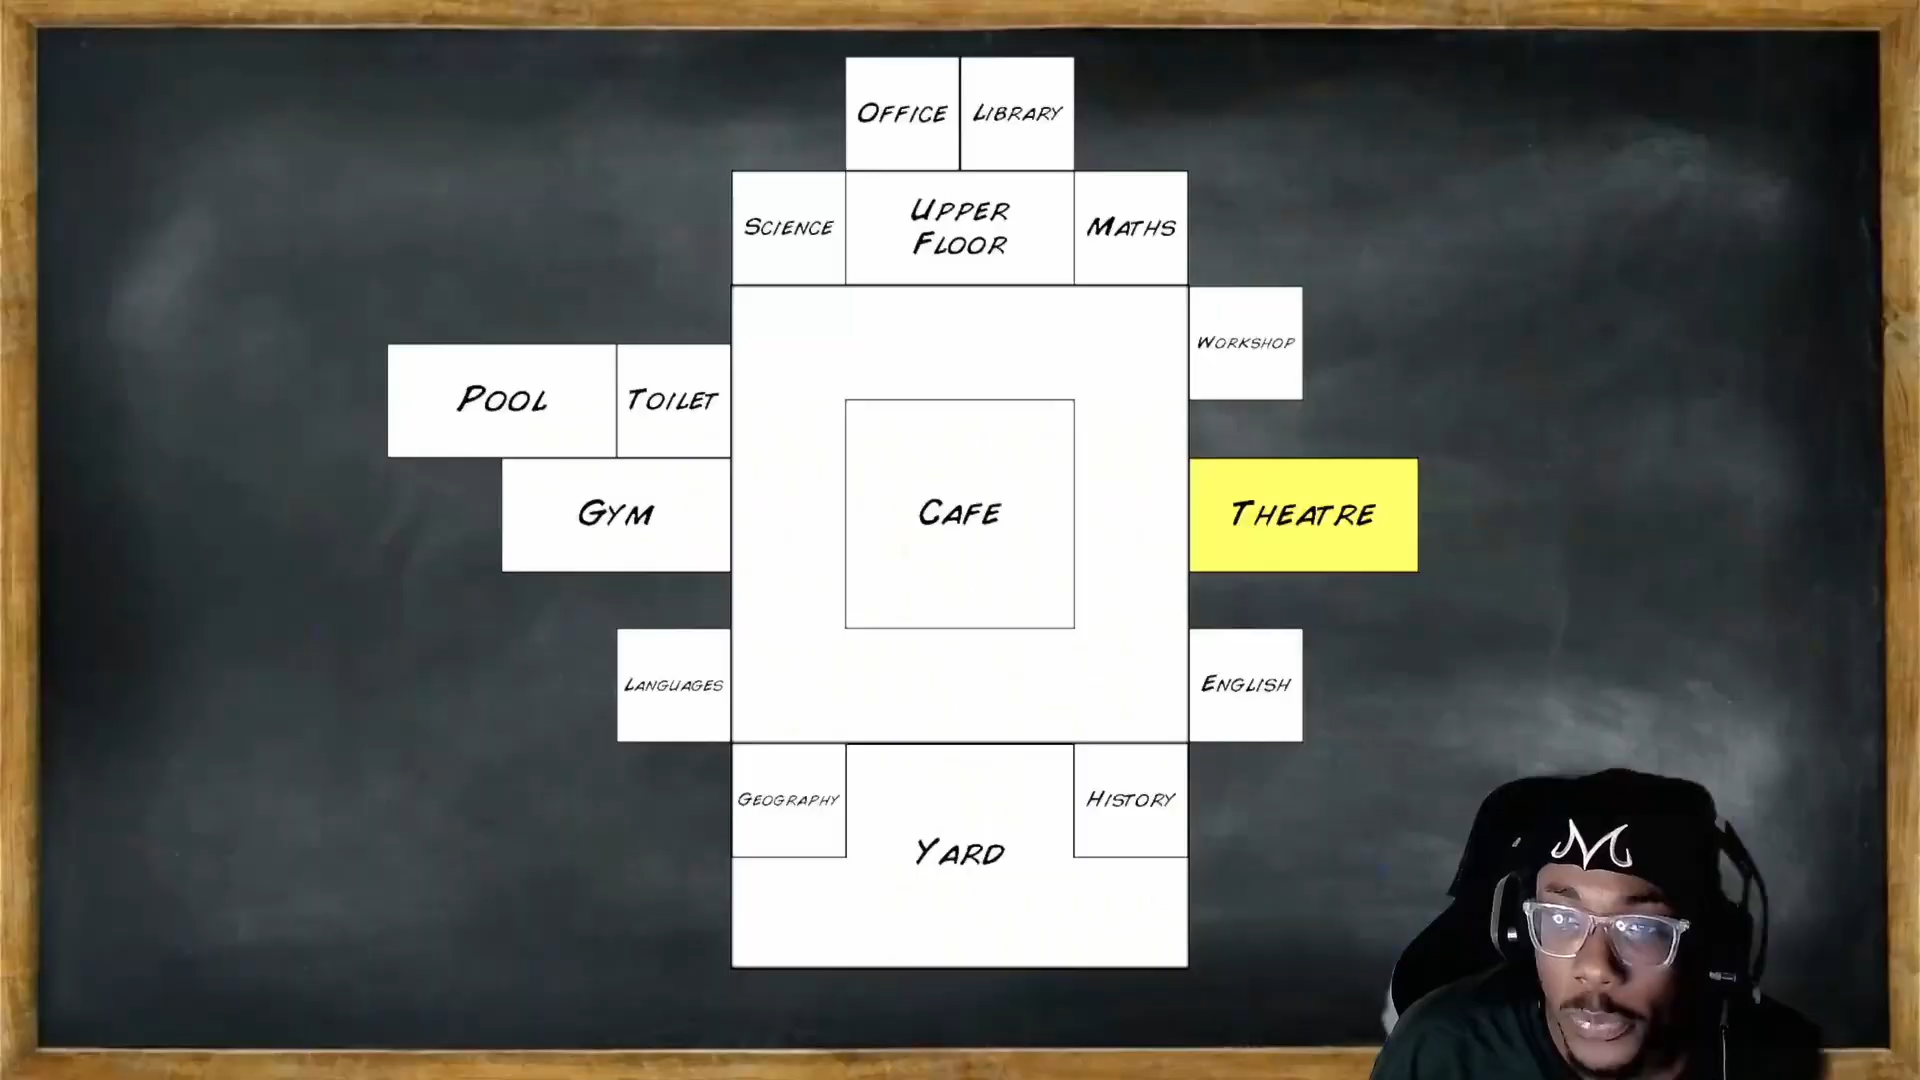 Office
Library
Science
Upper
Floor
Maths
Workshop
Pool
Toilet
Gym
Cafe
Theatre
Languages
English
Geography
History
Yard
M